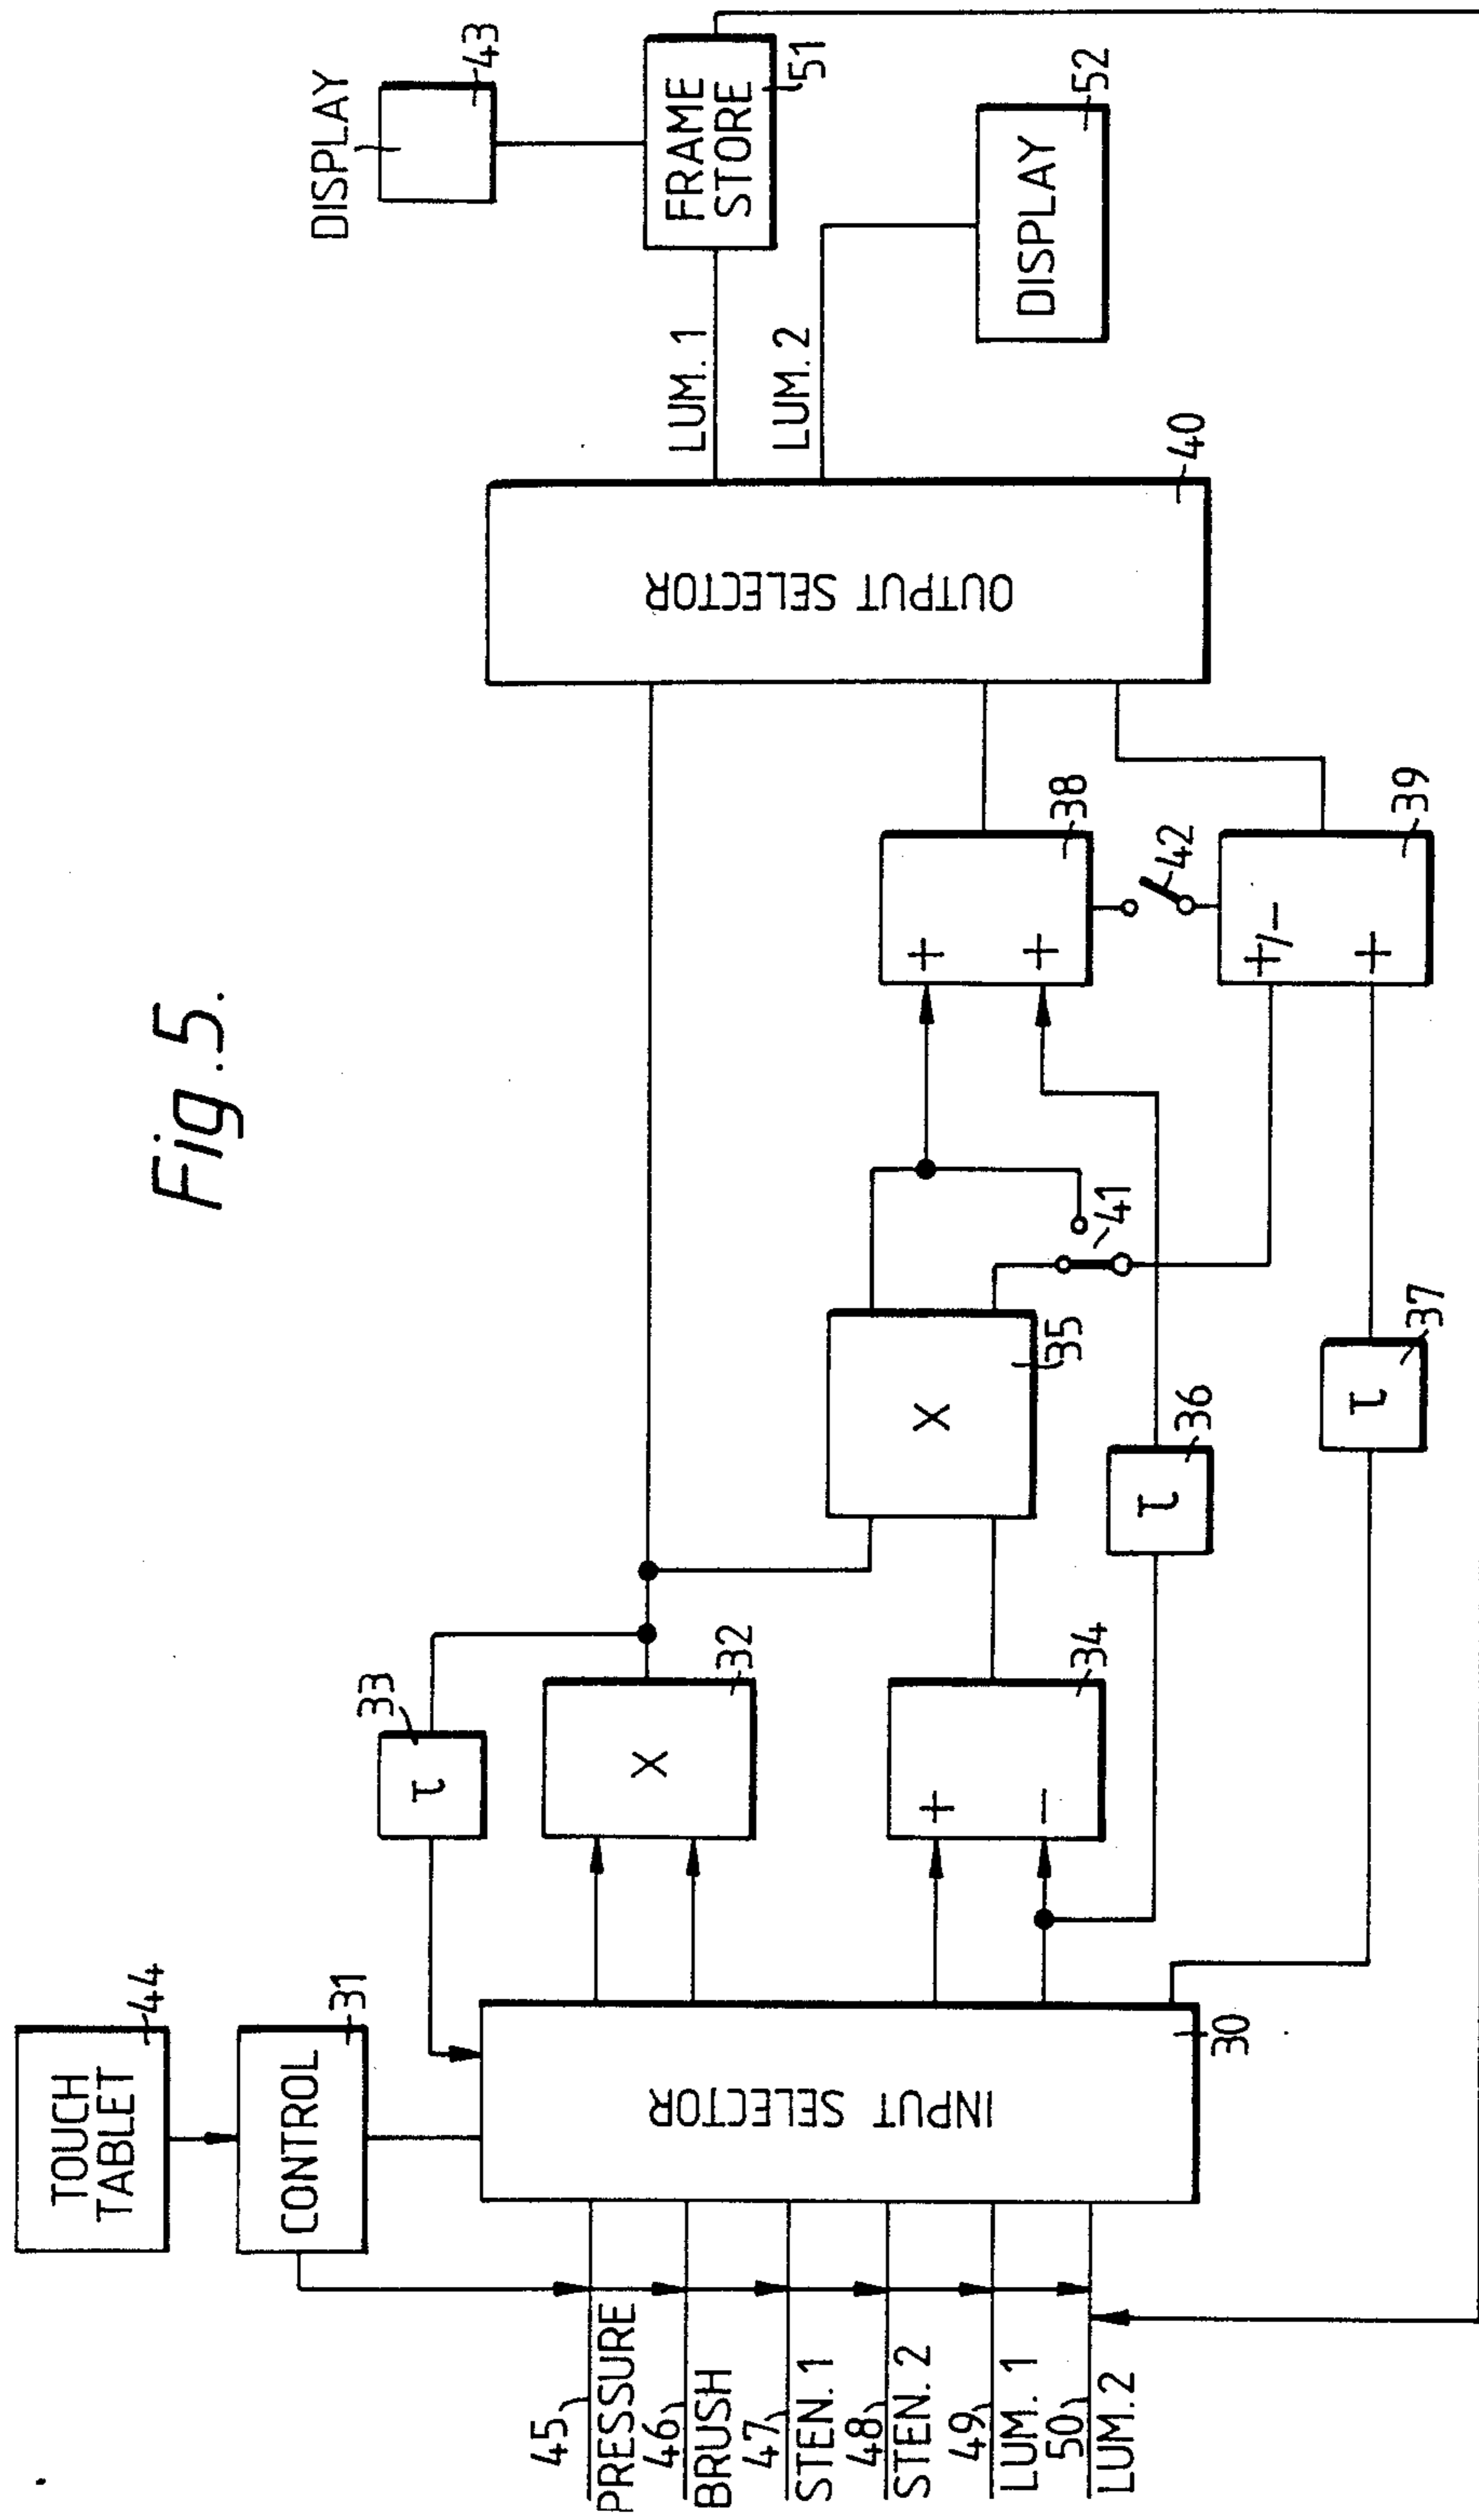 Fig. 5.
TOUCH
TABLET
44
CONTROL
31
DISPLAY
43
33
τ
FRAME
STORE
51
45
PRESSURE
46
BRUSH
47
STEN. 1
48
STEN. 2
49
LUM. 1
50
LUM. 2
INPUT SELECTOR
30
X
32
+
−
34
X
35
τ
36
τ
37
41
+
+
38
42
+/−
+
39
OUTPUT SELECTOR
40
LUM. 1
LUM. 2
DISPLAY
52